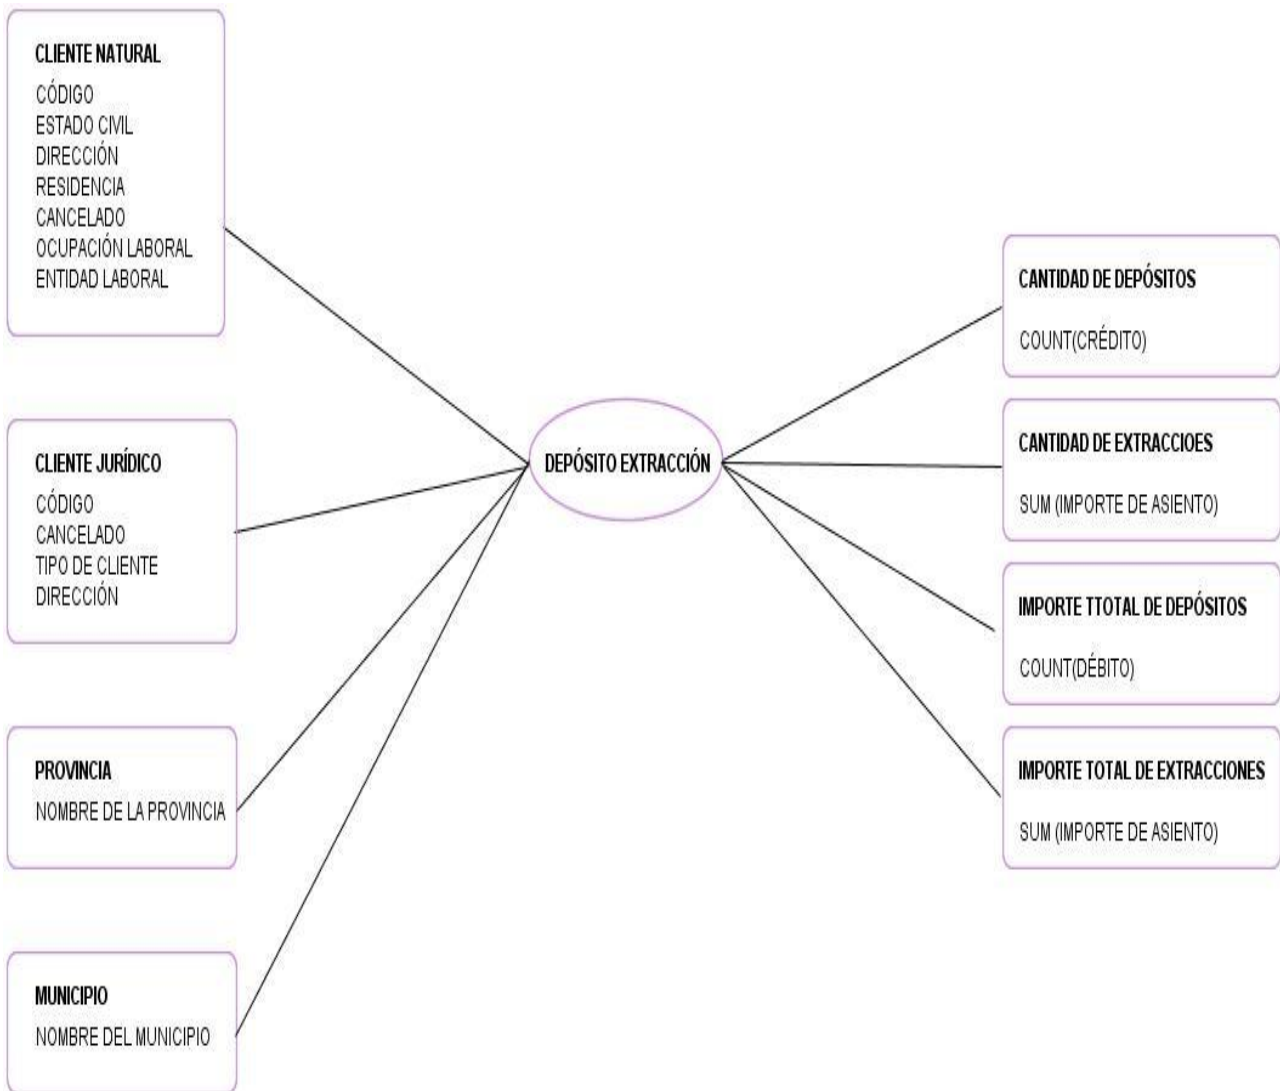 CLIENTE NATURAL
CÓDIGO
ESTADO CIVIL
DIRECCIÓN
RESIDENCIA
CANCELADO
OCUPACIÓN LABORAL
ENTIDAD LABORAL
CLIENTE JURÍDICO
CÓDIGO
CANCELADO
TIPO DE CLIENTE
DIRECCIÓN
PROVINCIA
NOMBRE DE LA PROVINCIA
MUNICIPIO
NOMBRE DEL MUNICIPIO
DEPÓSITO EXTRACCIÓN
CANTIDAD DE DEPÓSITOS
COUNT(CRÉDITO)
CANTIDAD DE EXTRACCIOES
SUM (IMPORTE DE ASIENTO)
IMPORTE TTOTAL DE DEPÓSITOS
COUNT(DÉBITO)
IMPORTE TOTAL DE EXTRACCIONES
SUM (IMPORTE DE ASIENTO)